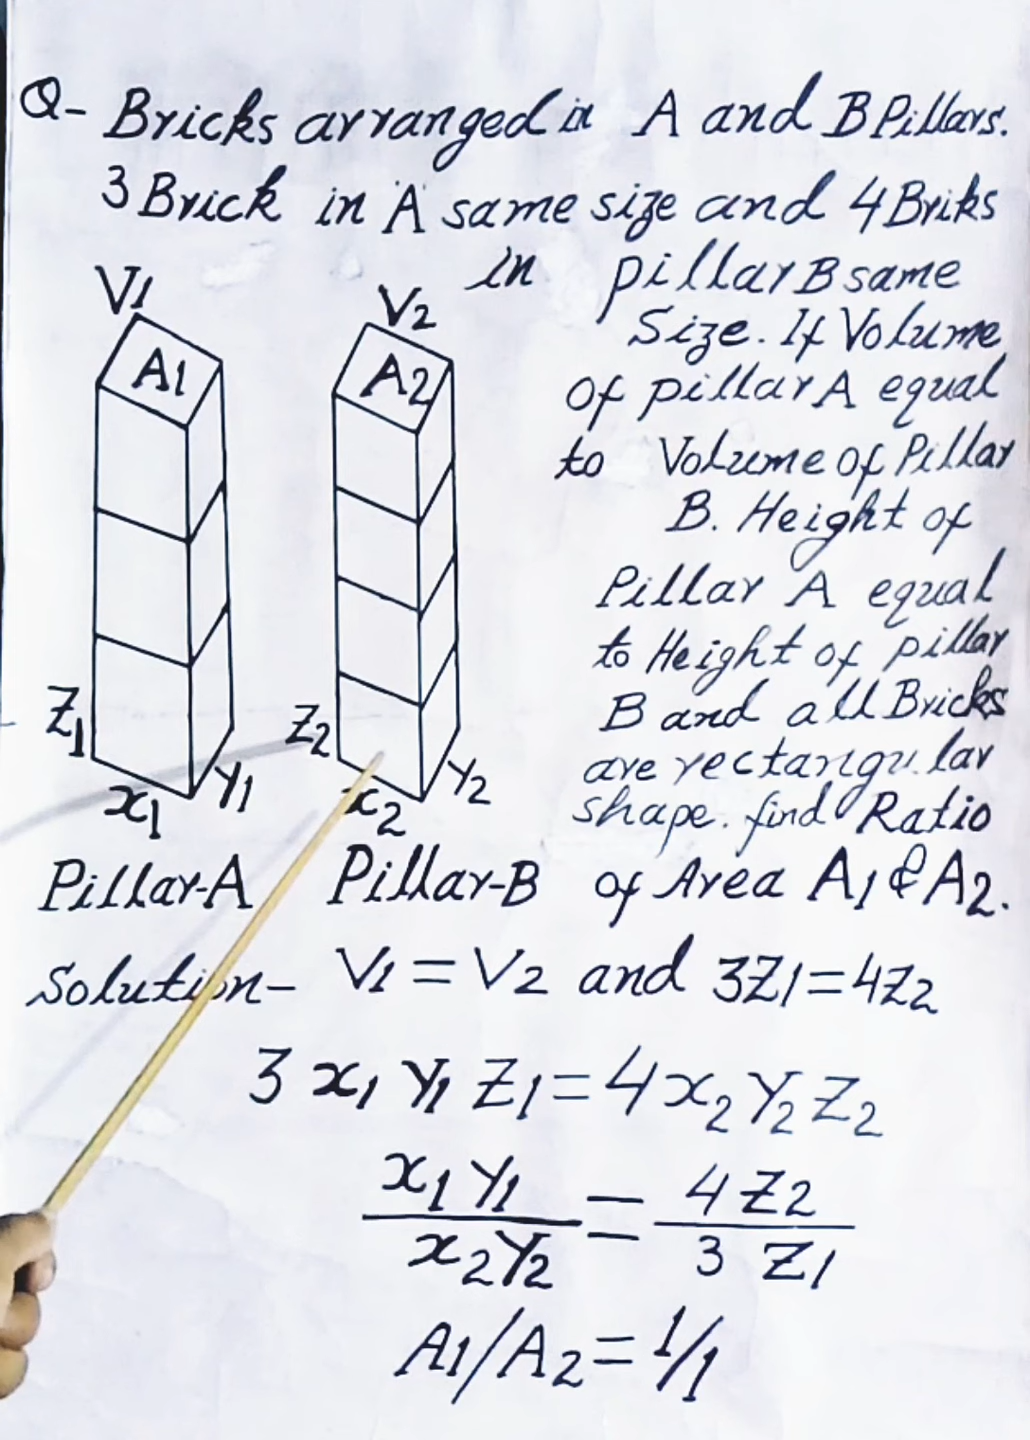 Q- Bricks arranged in A and B Pillars.
3 Brick in A same size and 4 Briks
in pillar B same
Size. If Volume
of pillar A equal
to Volume of Pillar
B. Height of
Pillar A equal
to Height of pillar
B and all Bricks
are rectangular
shape. find Ratio
of Area A1 & A2.
V1
A1
Z1
x1
Y1
Pillar-A
V2
A2
Z2
x2
Y2
Pillar-B
Solution- V1 = V2 and 3Z1=4Z2
3 x1 Y1 Z1 = 4 x2 Y2 Z2
x1 Y1 / x2 Y2 = 4 Z2 / 3 Z1
A1/A2 = 1/1